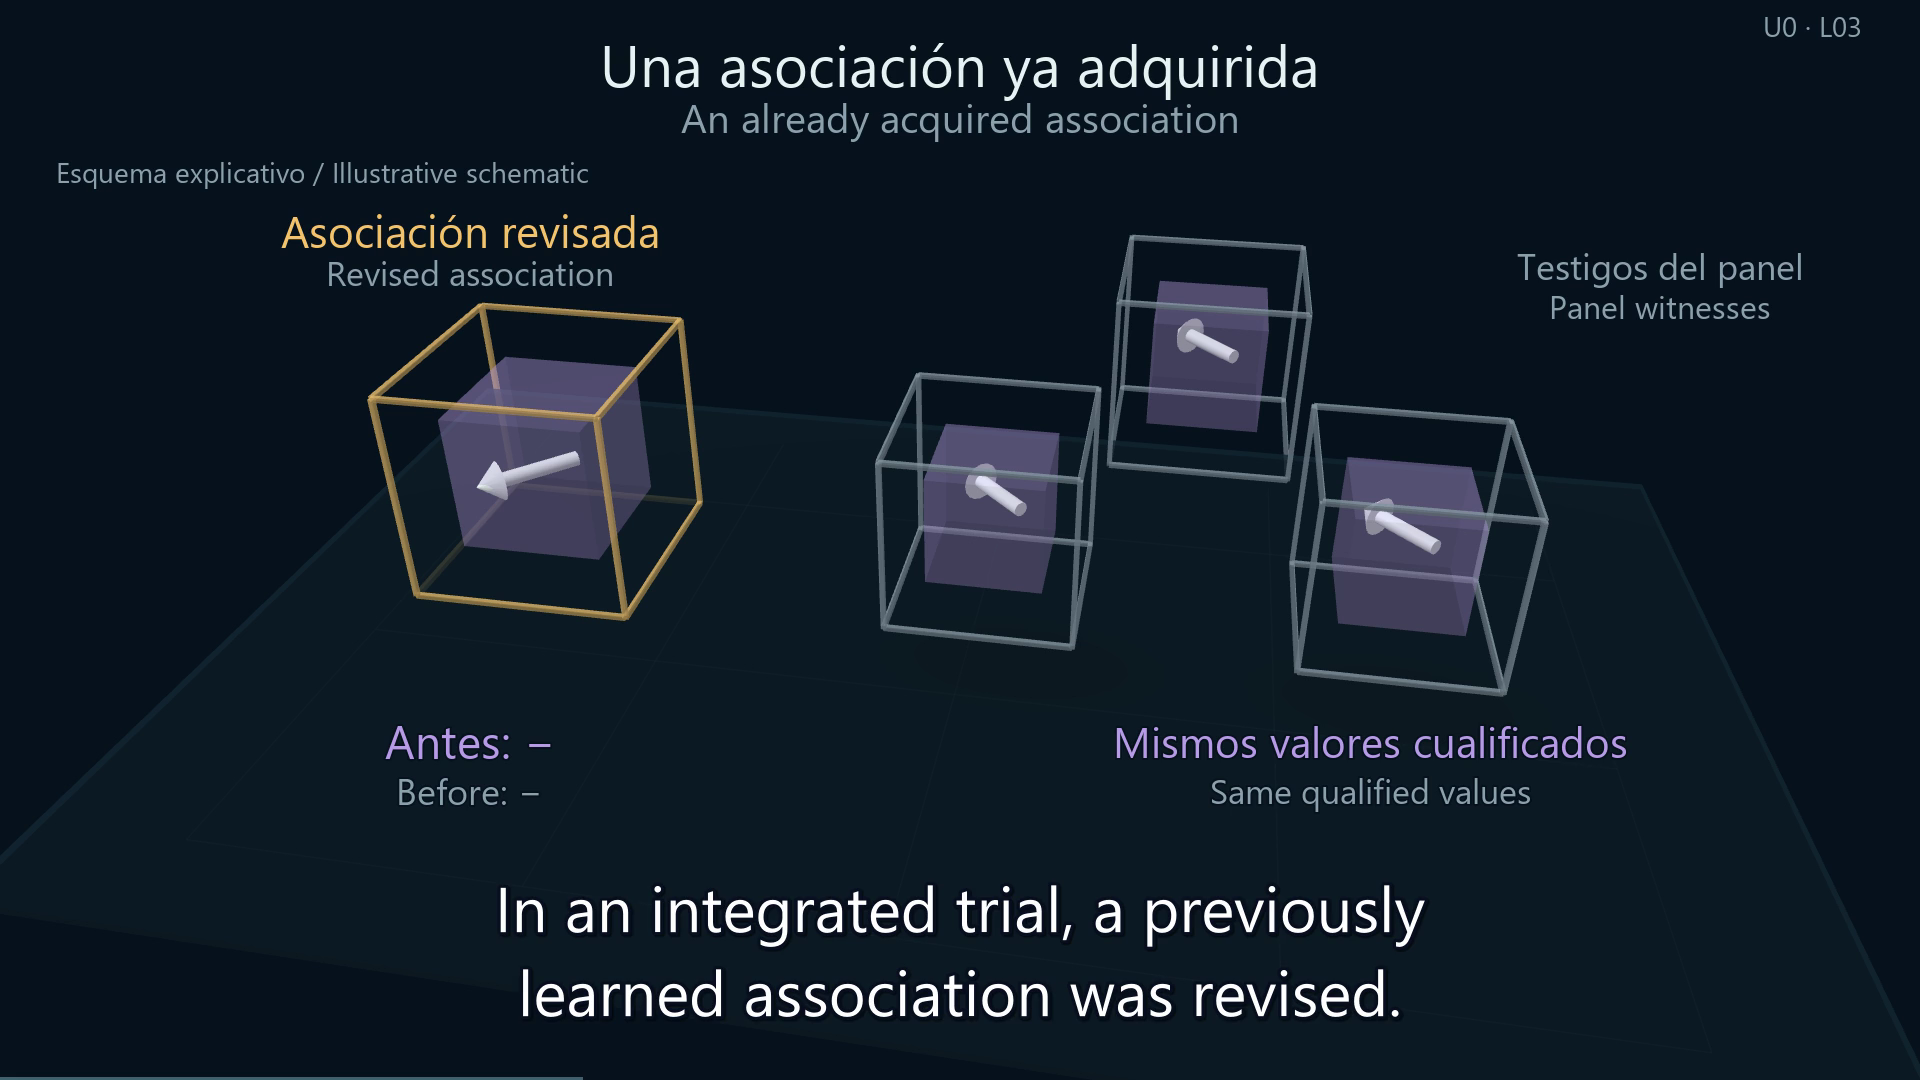 U0 · L03
Una asociación ya adquirida
An already acquired association
Esquema explicativo / Illustrative schematic
Asociación revisada
Revised association
Testigos del panel
Panel witnesses
Antes: –
Before: –
Mismos valores cualificados
Same qualified values
In an integrated trial, a previously
learned association was revised.